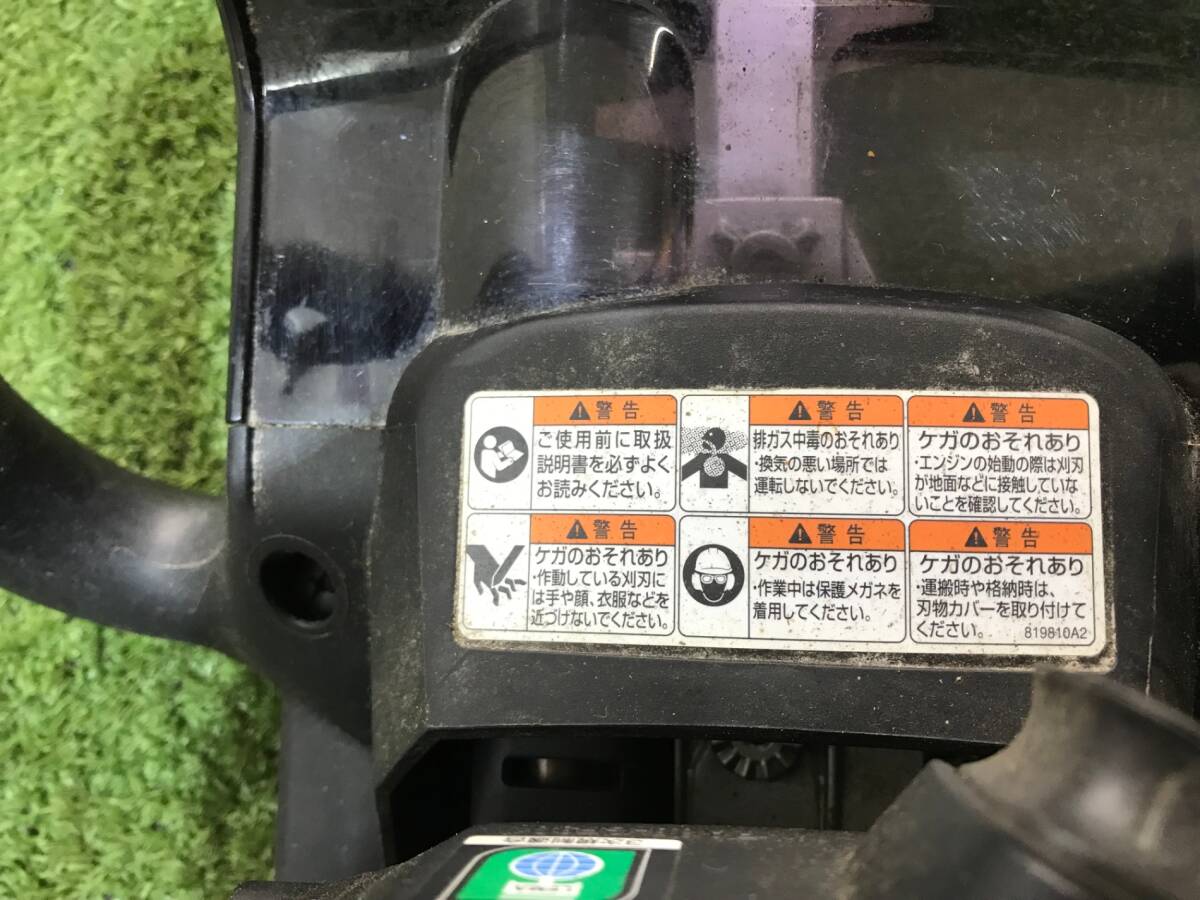 警告
ご使用前に取扱
説明書を必ずよく
お読みください。
警告
排ガス中毒のおそれあり
・換気の悪い場所では
運転しないでください。
警告
ケガのおそれあり
・エンジンの始動の際は刈刃
が地面などに接触していな
いことを確認してください。
警告
ケガのおそれあり
・作動している刈刃に
は手や顔、衣服などを
近づけないでください。
警告
ケガのおそれあり
・作業中は保護メガネを
着用してください。
警告
ケガのおそれあり
・運搬時や格納時は、
刃物カバーを取り付けて
ください。
819810A2